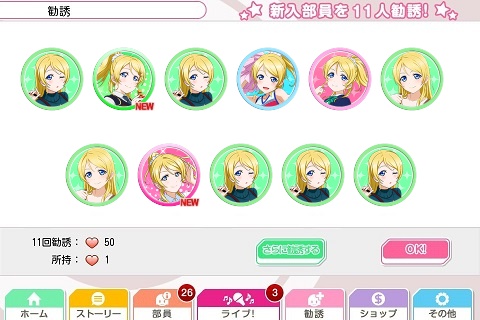 勧誘
新入部員を11人勧誘!
NEW
NEW
11回勧誘: 50
所持: 1
さらに勧誘する
OK!
26
3
ホーム
ストーリー
部員
ライブ!
勧誘
ショップ
その他